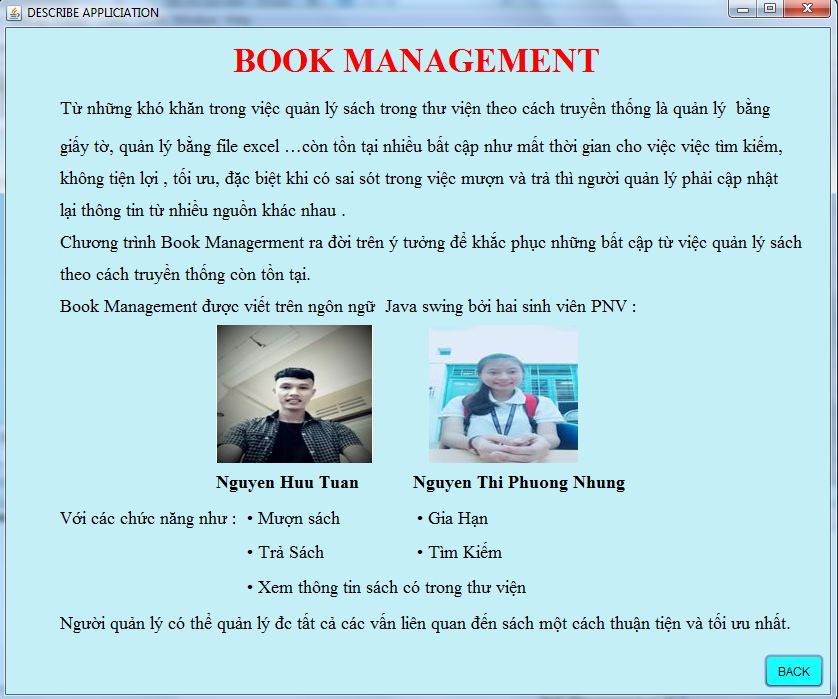 DESCRIBE APPLICIATION
BOOK MANAGEMENT
Từ những khó khăn trong việc quản lý sách trong thư viện theo cách truyền thống là quản lý bằng
giấy tờ, quản lý bằng file excel …còn tồn tại nhiều bất cập như mất thời gian cho việc việc tìm kiếm,
không tiện lợi , tối ưu, đặc biệt khi có sai sót trong việc mượn và trả thì người quản lý phải cập nhật
lại thông tin từ nhiều nguồn khác nhau .
Chương trình Book Managerment ra đời trên ý tưởng để khắc phục những bất cập từ việc quản lý sách
theo cách truyền thống còn tồn tại.
Book Management được viết trên ngôn ngữ Java swing bởi hai sinh viên PNV :
Nguyen Huu Tuan Nguyen Thi Phuong Nhung
Với các chức năng như : • Mượn sách • Gia Hạn
• Trả Sách • Tìm Kiếm
• Xem thông tin sách có trong thư viện
Người quản lý có thể quản lý đc tất cả các vấn liên quan đến sách một cách thuận tiện và tối ưu nhất.
BACK